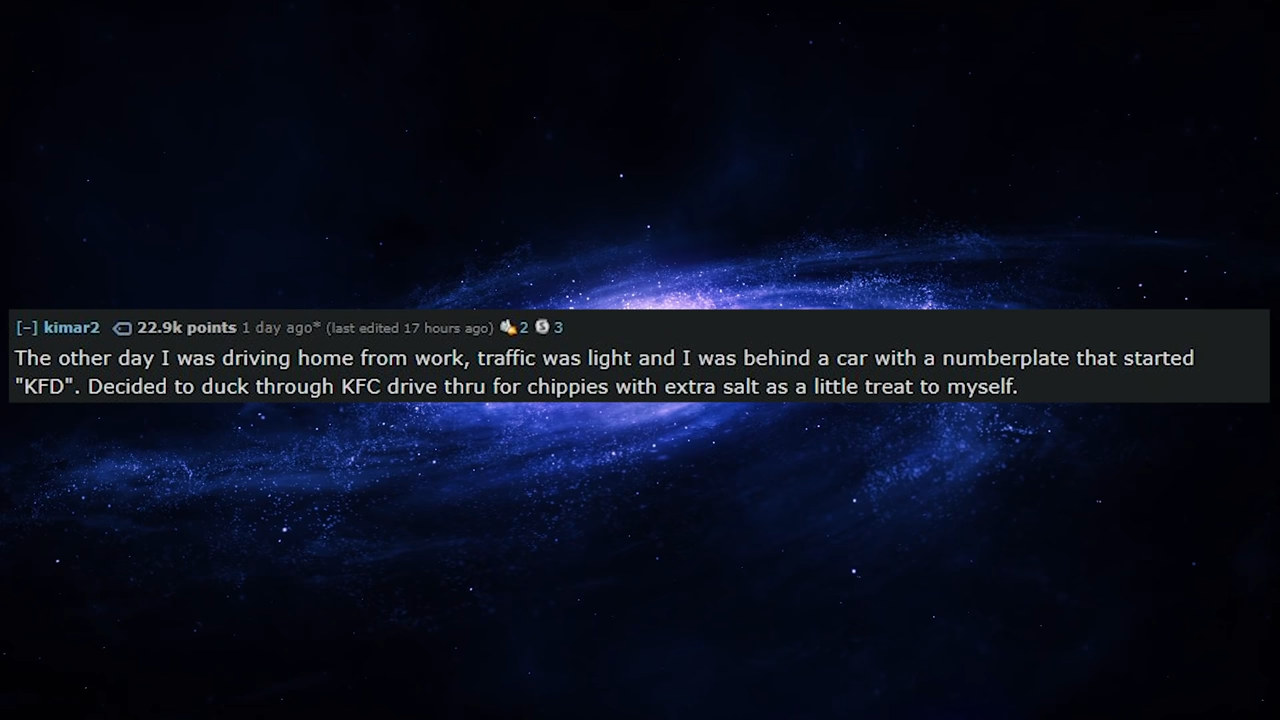 [–] kimar2 22.9k points 1 day ago* (last edited 17 hours ago) 2 3
The other day I was driving home from work, traffic was light and I was behind a car with a numberplate that started
"KFD". Decided to duck through KFC drive thru for chippies with extra salt as a little treat to myself.